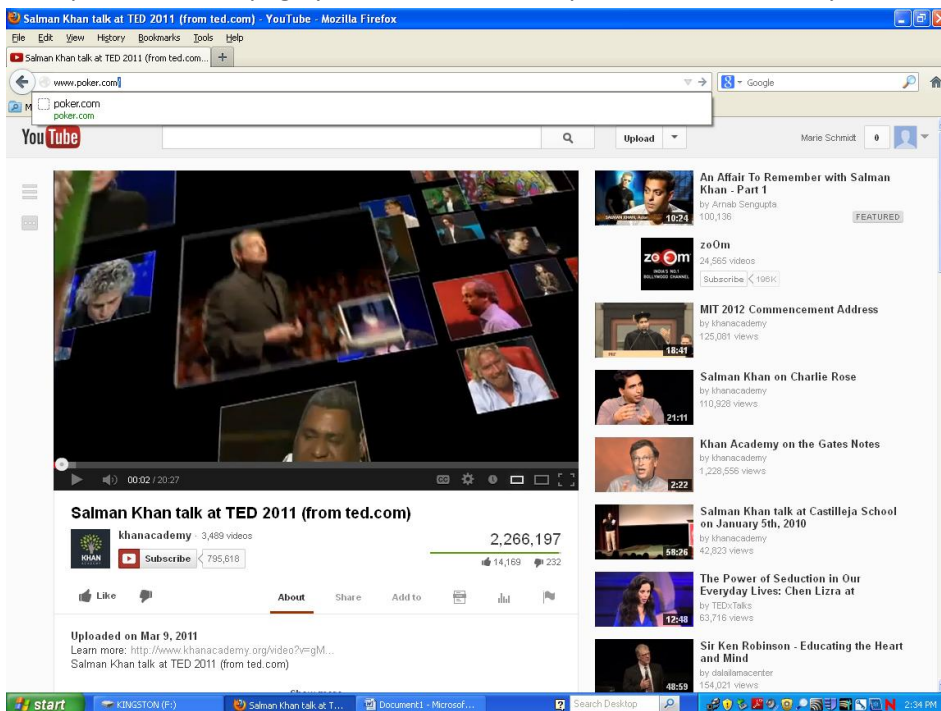 Salman Khan talk at TED 2011 (from ted.com) - YouTube - Mozilla Firefox
File Edit View History Bookmarks Tools Help
Salman Khan talk at TED 2011 (from ted.com... +
www.poker.com/
Google
poker.com
poker.com
You Tube
Upload
Marie Schmidt 0
An Affair To Remember with Salman
Khan - Part 1
by Arnab Sengupta
100,136 FEATURED
10:24
zoOm
24,565 videos
Subscribe 196K
zoOm
MIT 2012 Commencement Address
by khanacademy
125,081 views
18:41
Salman Khan on Charlie Rose
by khanacademy
110,928 views
21:11
Khan Academy on the Gates Notes
by khanacademy
1,228,556 views
2:22
Salman Khan talk at Castilleja School
on January 5th, 2010
by khanacademy
42,823 views
58:26
The Power of Seduction in Our
Everyday Lives: Chen Lizra at
by TEDxTalks
63,716 views
12:48
Sir Ken Robinson - Educating the Heart
and Mind
by dalailamacenter
154,021 views
48:59
00:02 / 20:27
Salman Khan talk at TED 2011 (from ted.com)
khanacademy · 3,489 videos
KHAN
Subscribe 795,618
2,266,197
14,169 232
Like
About Share Add to
Uploaded on Mar 9, 2011
Learn more: http://www.khanacademy.org/video?v=gM...
Salman Khan talk at TED 2011 (from ted.com)
start KINGSTON (F:) Salman Khan talk at T... Document1 - Microsof... Search Desktop 2:34 PM